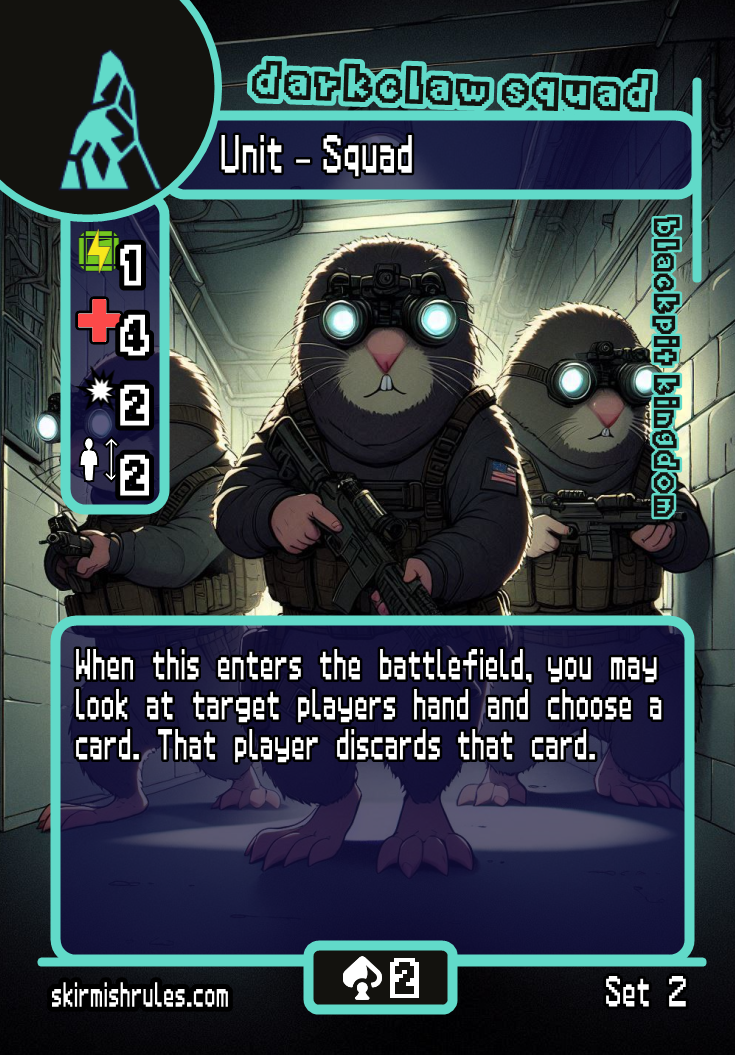 darkclaw squad
Unit - Squad
blackpit kingdom
1
4
2
2
When this enters the battlefield, you may
look at target players hand and choose a
card. That player discards that card.
2
skirmishrules.com
Set 2